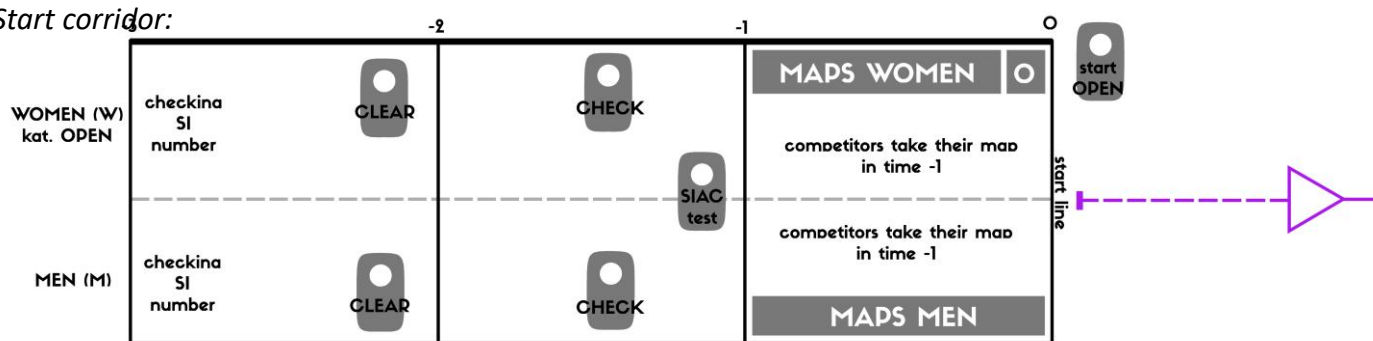 Start corridor:
3
-2
-1
0
WOMEN (W)
kat. OPEN
checking
SI
number
CLEAR
CHECK
MAPS WOMEN
O
start
OPEN
competitors take their map
in time -1
SIAC
test
start line
MEN (M)
checking
SI
number
CLEAR
CHECK
competitors take their map
in time -1
MAPS MEN